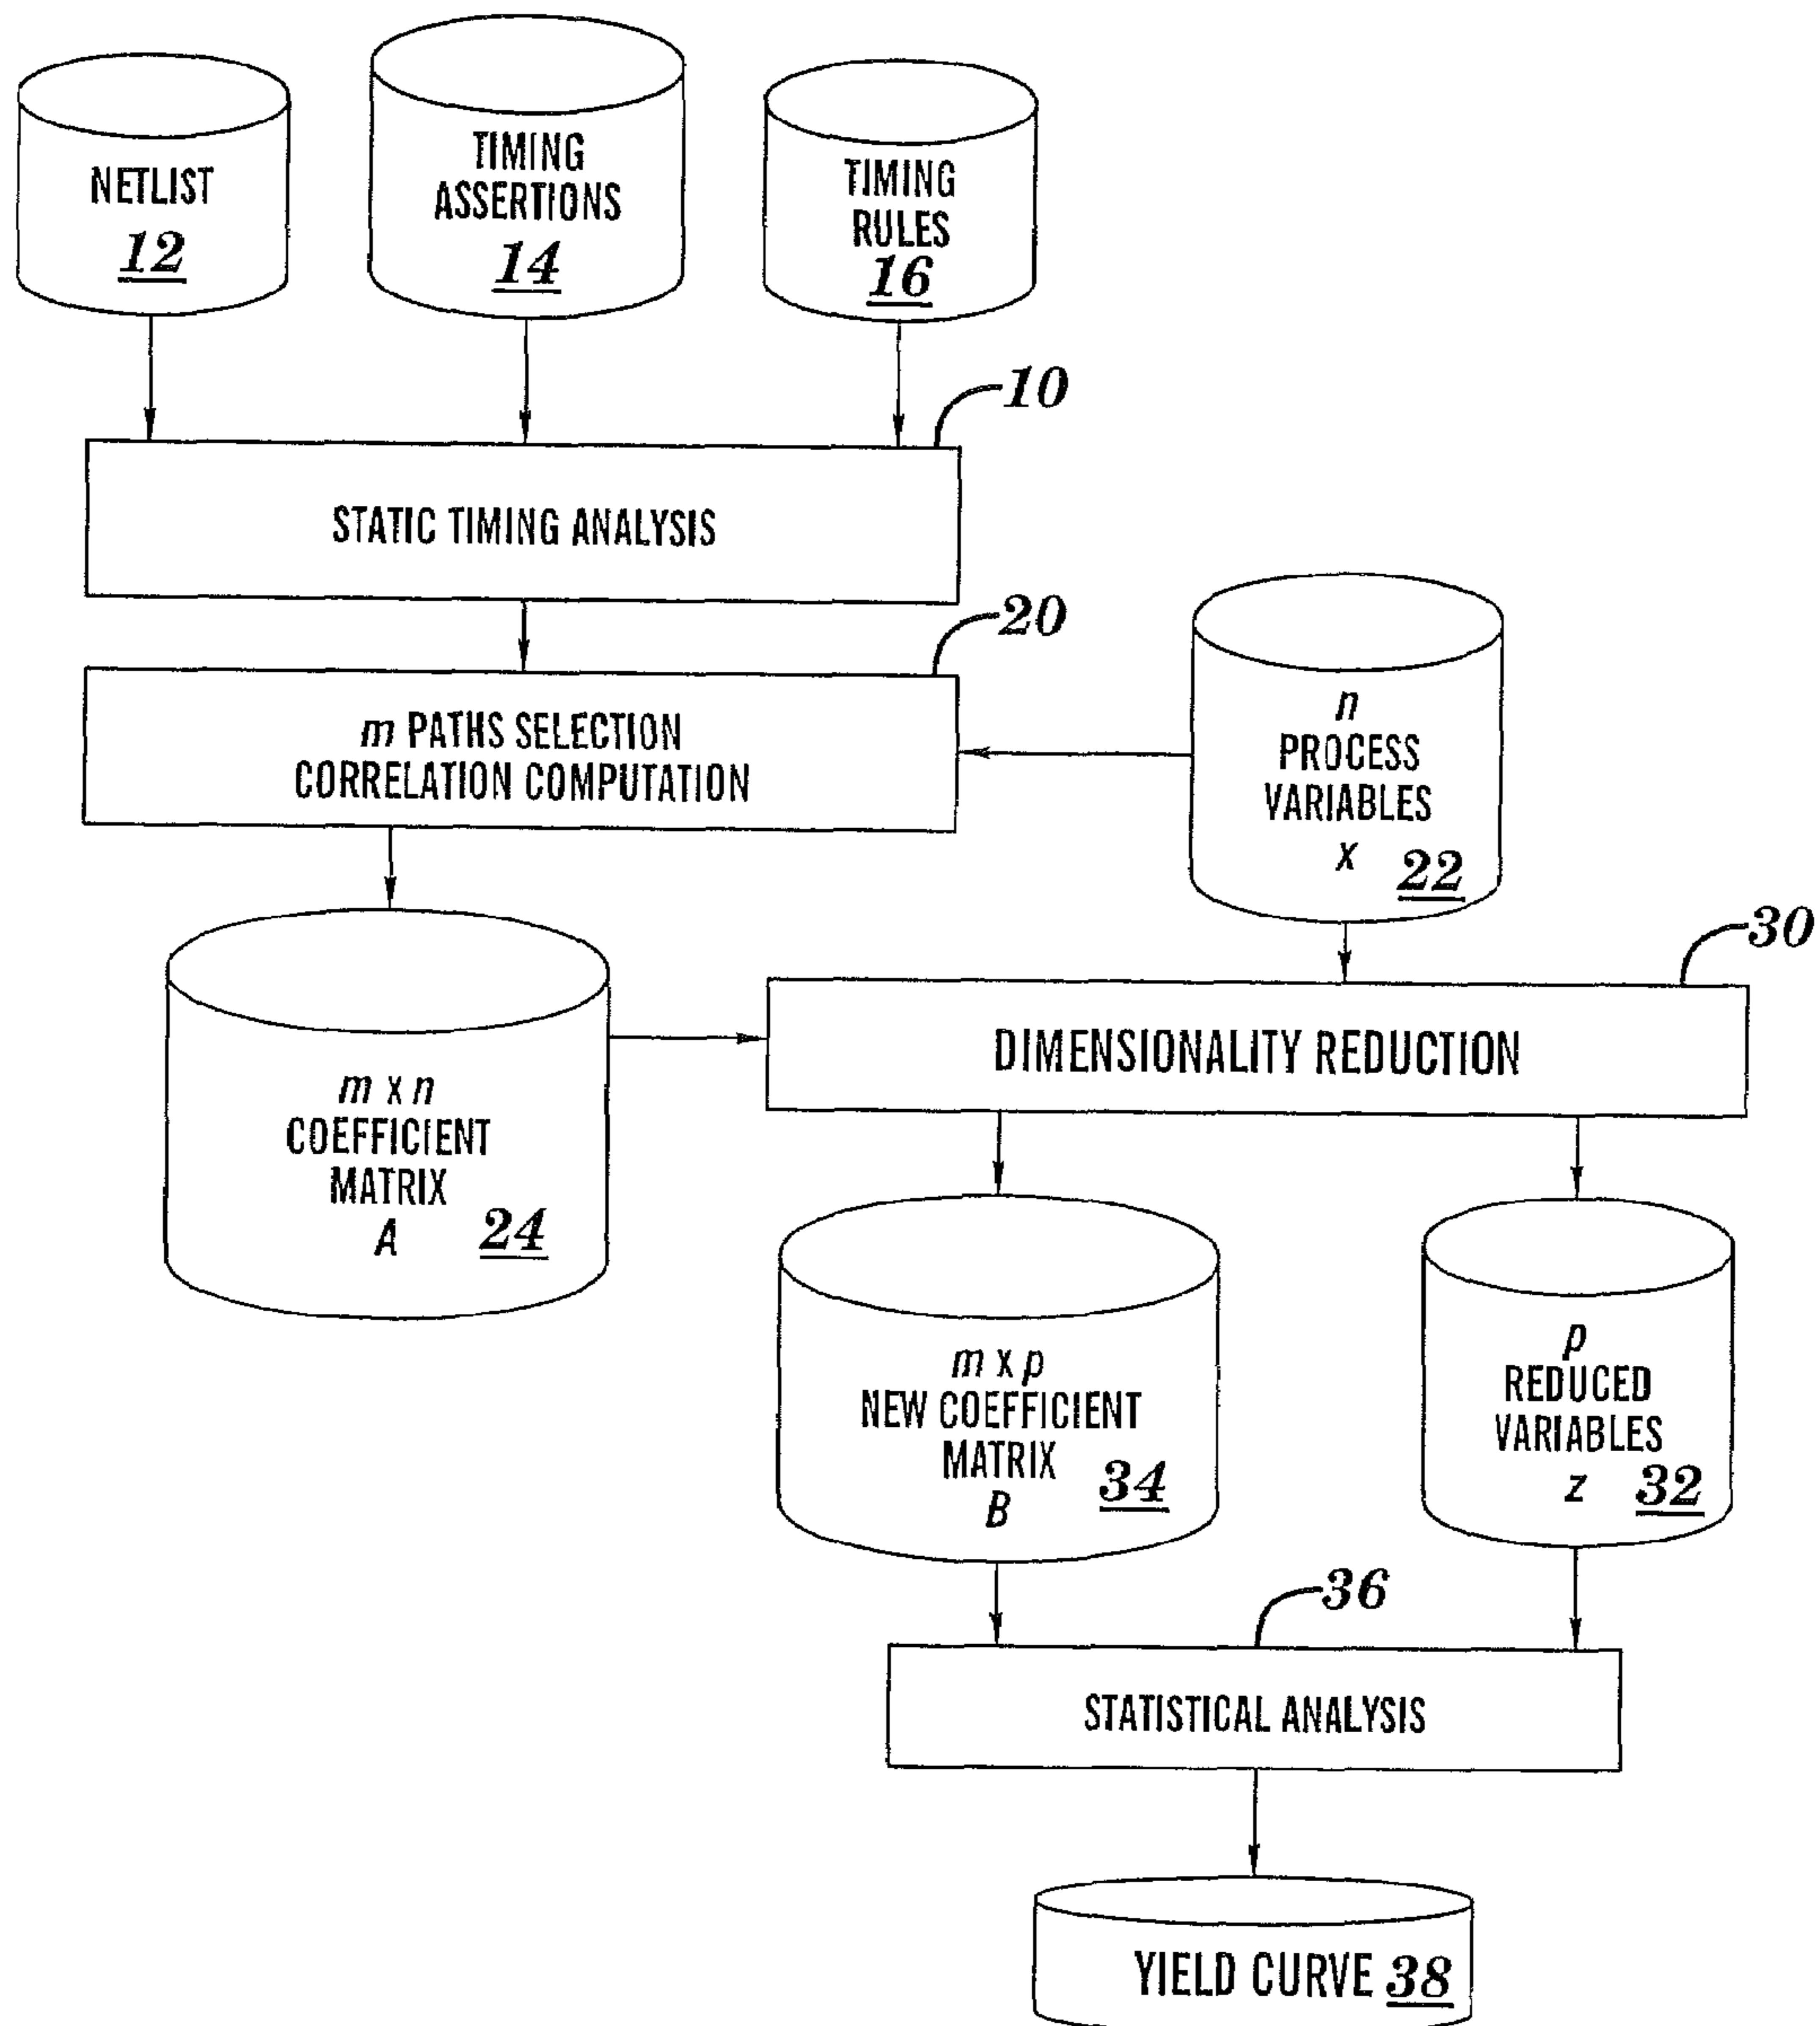 NETLIST
12
TIMING
ASSERTIONS
14
TIMING
RULES
16
10
STATIC TIMING ANALYSIS
20
m PATHS SELECTION
CORRELATION COMPUTATION
n
PROCESS
VARIABLES
x 22
30
DIMENSIONALITY REDUCTION
m x n
COEFFICIENT
MATRIX
A 24
m x p
NEW COEFFICIENT
MATRIX
B 34
p
REDUCED
VARIABLES
z 32
36
STATISTICAL ANALYSIS
YIELD CURVE 38